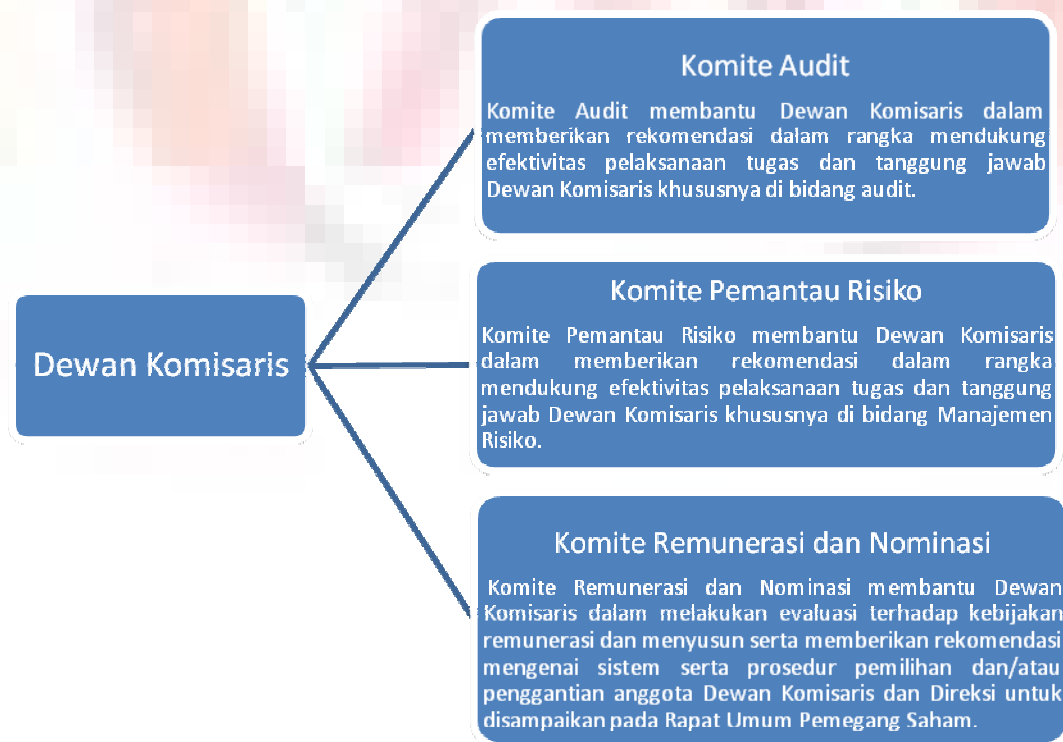 Komite Audit
Komite Audit membantu Dewan Komisaris dalam
memberikan rekomendasi dalam rangka mendukung
efektivitas pelaksanaan tugas dan tanggung jawab
Dewan Komisaris khususnya di bidang audit.
Dewan Komisaris
Komite Pemantau Risiko
Komite Pemantau Risiko membantu Dewan Komisaris
dalam memberikan rekomendasi dalam rangka
mendukung efektivitas pelaksanaan tugas dan tanggung
jawab Dewan Komisaris khususnya di bidang Manajemen
Risiko.
Komite Remunerasi dan Nominasi
Komite Remunerasi dan Nominasi membantu Dewan
Komisaris dalam melakukan evaluasi terhadap kebijakan
remunerasi dan menyusun serta memberikan rekomendasi
mengenai sistem serta prosedur pemilihan dan/atau
penggantian anggota Dewan Komisaris dan Direksi untuk
disampaikan pada Rapat Umum Pemegang Saham.